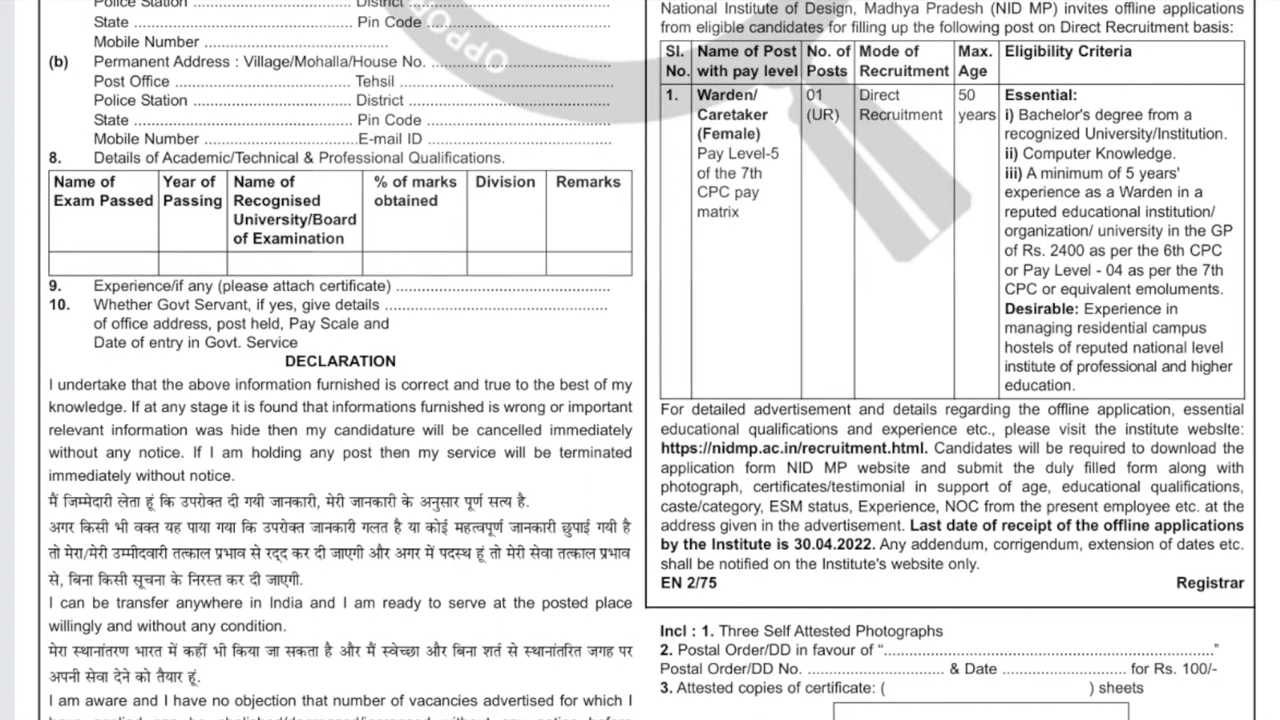 Police Station ........................... District ...........................
State ........................... Pin Code ...........................
Mobile Number ...........................
(b) Permanent Address : Village/Mohalla/House No. ...........................
Post Office ........................... Tehsil ...........................
Police Station ........................... District ...........................
State ........................... Pin Code ...........................
Mobile Number ........................... E-mail ID ...........................
8. Details of Academic/Technical & Professional Qualifications.
Name of Exam Passed | Year of Passing | Name of Recognised University/Board of Examination | % of marks obtained | Division | Remarks
9. Experience/if any (please attach certificate) ...........................
10. Whether Govt Servant, if yes, give details ...........................
of office address, post held, Pay Scale and
Date of entry in Govt. Service
DECLARATION
I undertake that the above information furnished is correct and true to the best of my
knowledge. If at any stage it is found that informations furnished is wrong or important
relevant information was hide then my candidature will be cancelled immediately
without any notice. If I am holding any post then my service will be terminated
immediately without notice.
मैं जिम्मेदारी लेता हूं कि उपरोक्त दी गयी जानकारी, मेरी जानकारी के अनुसार पूर्ण सत्य है.
अगर किसी भी वक्त यह पाया गया कि उपरोक्त जानकारी गलत है या कोई महत्वपूर्ण जानकारी छुपाई गयी है
तो मेरा/मेरी उम्मीदवारी तत्काल प्रभाव से रद्द कर दी जाएगी और अगर में पदस्थ हूं तो मेरी सेवा तत्काल प्रभाव
से, बिना किसी सूचना के निरस्त कर दी जाएगी.
I can be transfer anywhere in India and I am ready to serve at the posted place
willingly and without any condition.
मेरा स्थानांतरण भारत में कहीं भी किया जा सकता है और मैं स्वेच्छा और बिना शर्त से स्थानांतरित जगह पर
अपनी सेवा देने को तैयार हूं.
I am aware and I have no objection that number of vacancies advertised for which I
OPPO
National Institute of Design, Madhya Pradesh (NID MP) invites offline applications
from eligible candidates for filling up the following post on Direct Recruitment basis:
Sl. No. | Name of Post with pay level | No. of Posts | Mode of Recruitment | Max. Age | Eligibility Criteria
1. | Warden/ Caretaker (Female) Pay Level-5 of the 7th CPC pay matrix | 01 (UR) | Direct Recruitment | 50 years | Essential:
i) Bachelor's degree from a
recognized University/Institution.
ii) Computer Knowledge.
iii) A minimum of 5 years'
experience as a Warden in a
reputed educational institution/
organization/ university in the GP
of Rs. 2400 as per the 6th CPC
or Pay Level - 04 as per the 7th
CPC or equivalent emoluments.
Desirable: Experience in
managing residential campus
hostels of reputed national level
institute of professional and higher
education.
For detailed advertisement and details regarding the offline application, essential
educational qualifications and experience etc., please visit the institute website:
https://nidmp.ac.in/recruitment.html. Candidates will be required to download the
application form NID MP website and submit the duly filled form along with
photograph, certificates/testimonial in support of age, educational qualifications,
caste/category, ESM status, Experience, NOC from the present employee etc. at the
address given in the advertisement. Last date of receipt of the offline applications
by the Institute is 30.04.2022. Any addendum, corrigendum, extension of dates etc.
shall be notified on the Institute's website only.
EN 2/75 Registrar
Incl : 1. Three Self Attested Photographs
2. Postal Order/DD in favour of “...........................”
Postal Order/DD No. ........................... & Date ........................... for Rs. 100/-
3. Attested copies of certificate: ( ) sheets